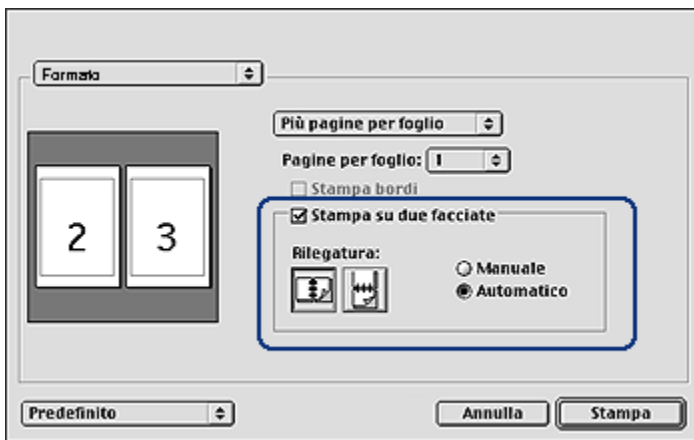 Formato
Più pagine per foglio
Pagine per foglio: 1
Stampa bordi
2 3
Stampa su due facciate
Rilegatura:
Manuale
Automatico
Predefinito Annulla Stampa